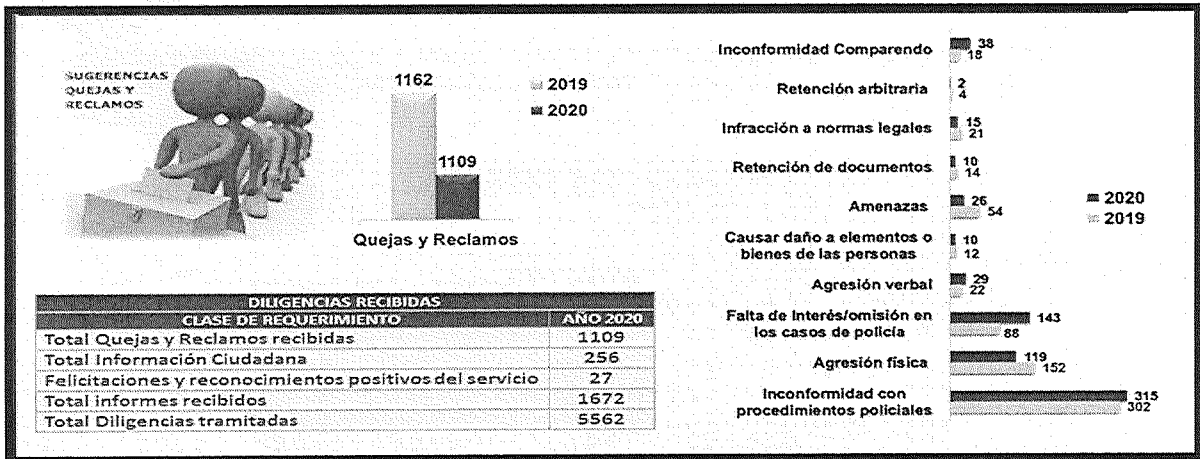 SUGERENCIAS
QUEJAS Y
RECLAMOS
1162
1109
2019
2020
Quejas y Reclamos
DILIGENCIAS RECIBIDAS
CLASE DE REQUERIMIENTO AÑO 2020
Total Quejas y Reclamos recibidas 1109
Total Información Ciudadana 256
Felicitaciones y reconocimientos positivos del servicio 27
Total informes recibidos 1672
Total Diligencias tramitadas 5562
Inconformidad Comparendo 38
18
Retención arbitraria 2
4
Infracción a normas legales 15
21
Retención de documentos 10
14
Amenazas 26
54
Causar daño a elementos o
bienes de las personas 10
12
Agresión verbal 29
22
Falta de Interés/omisión en
los casos de policía 143
88
Agresión física 119
152
Inconformidad con
procedimientos policiales 315
302
2020
2019